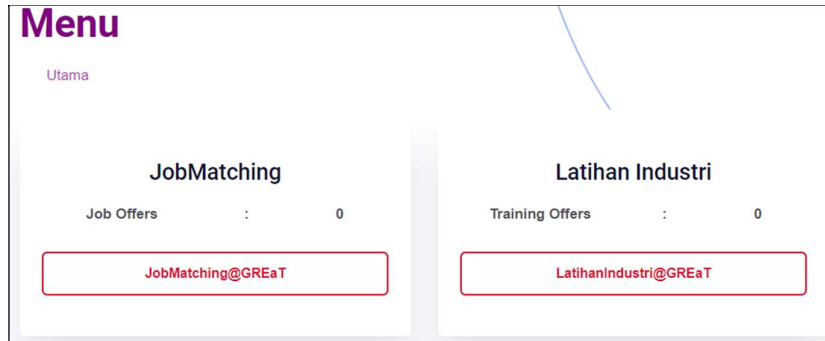 Menu
Utama
JobMatching
Job Offers : 0
JobMatching@GREaT
Latihan Industri
Training Offers : 0
LatihanIndustri@GREaT